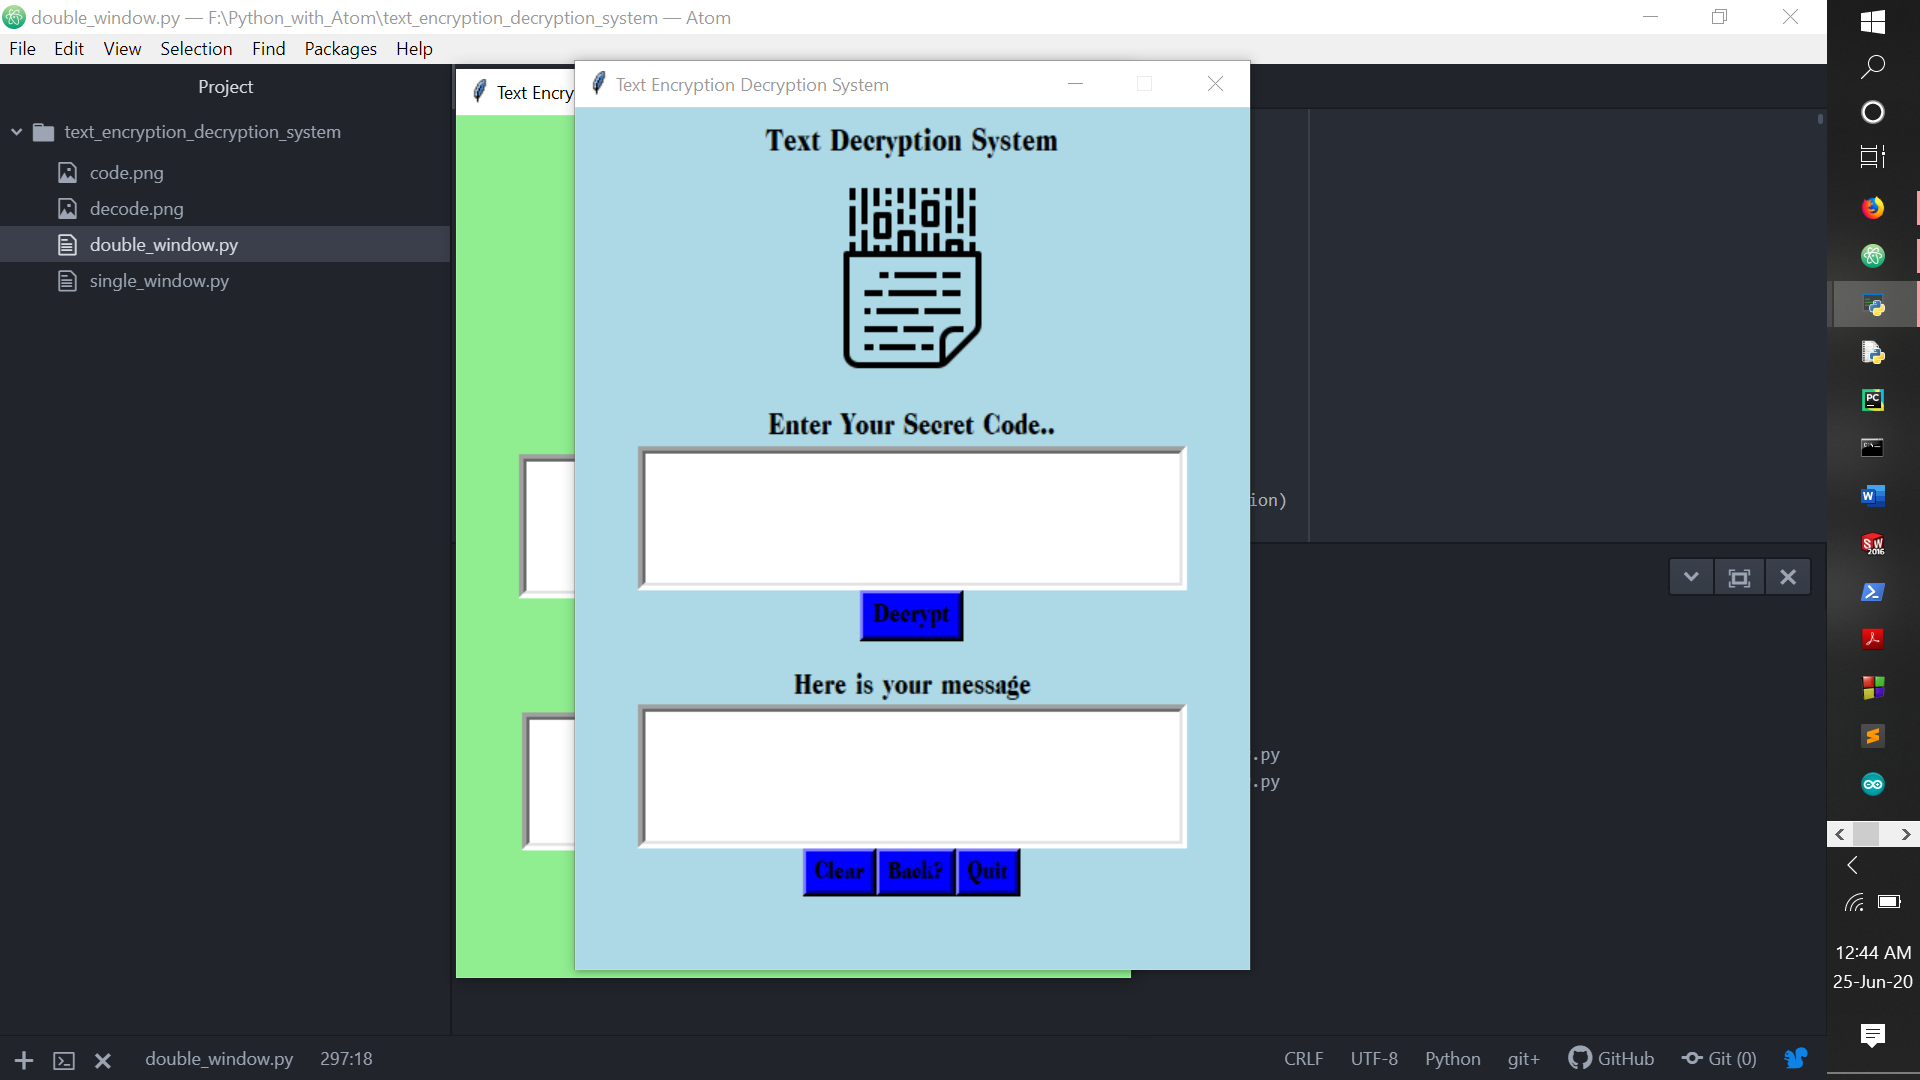 double_window.py — F:\Python_with_Atom\text_encryption_decryption_system — Atom
File Edit View Selection Find Packages Help
Project
text_encryption_decryption_system
code.png
decode.png
double_window.py
single_window.py
Text Encry
Text Encryption Decryption System
Text Decryption System
Enter Your Secret Code..
Decrypt
Here is your message
Clear Back? Quit
ion)
.py
.py
PC
C:\
W
SW
2016
12:44 AM
25-Jun-20
double_window.py 297:18
CRLF UTF-8 Python git+ GitHub Git (0)